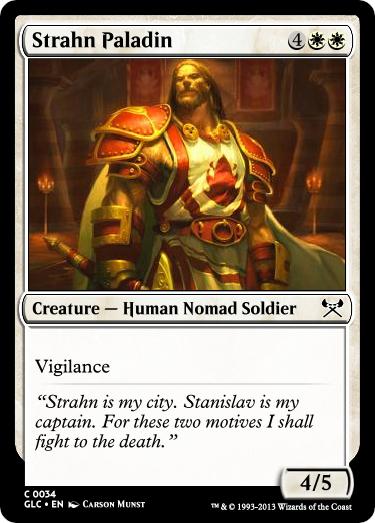 Strahn Paladin 4
Creature — Human Nomad Soldier
Vigilance
“Strahn is my city. Stanislav is my
captain. For these two motives I shall
fight to the death.”
4/5
C 0034
GLC • EN Carson Munst
™ & © 1993-2013 Wizards of the Coast